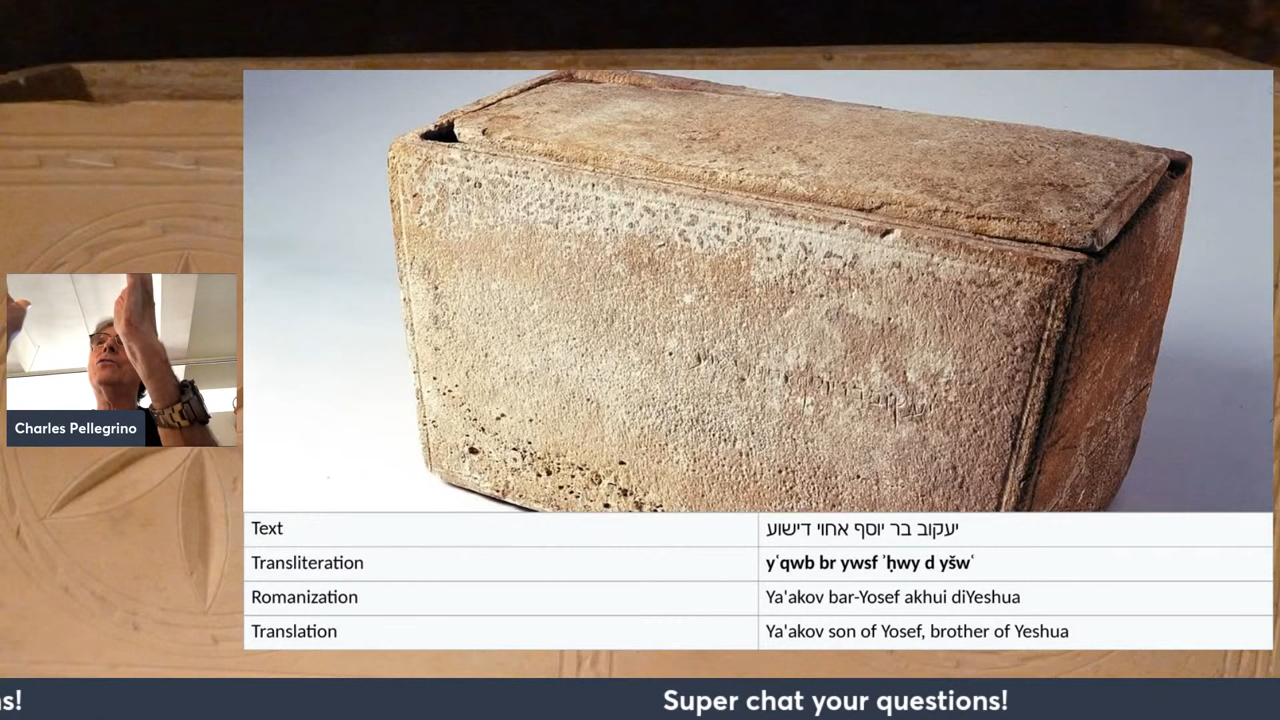 Charles Pellegrino
Text יעקוב בר יוסף אחוי דישוע
Transliteration yʿqwb br ywsf ʾḥwy d yšwʿ
Romanization Ya'akov bar-Yosef akhui diYeshua
Translation Ya'akov son of Yosef, brother of Yeshua
s! Super chat your questions!